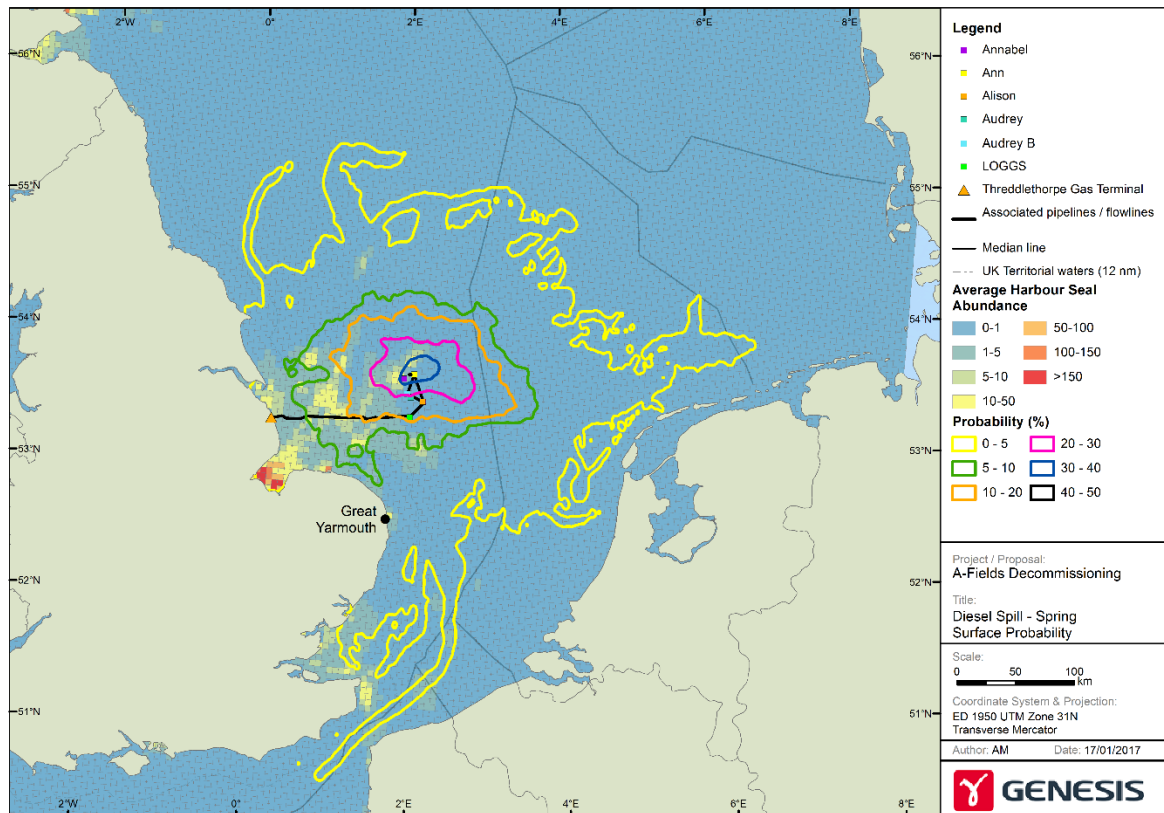 2°W 0° 2°E 4°E 6°E 8°E
56°N 56°N
55°N 55°N
54°N 54°N
53°N 53°N
Great
Yarmouth
52°N 52°N
51°N 51°N
2°W 0° 2°E 4°E 6°E 8°E
Legend
Annabel
Ann
Alison
Audrey
Audrey B
LOGGS
Threddlethorpe Gas Terminal
Associated pipelines / flowlines
Median line
UK Territorial waters (12 nm)
Average Harbour Seal
Abundance
0-1 50-100
1-5 100-150
5-10 >150
10-50
Probability (%)
0 - 5 20 - 30
5 - 10 30 - 40
10 - 20 40 - 50
Project / Proposal:
A-Fields Decommissioning
Title:
Diesel Spill - Spring
Surface Probability
Scale:
0 50 100
km
Coordinate System & Projection:
ED 1950 UTM Zone 31N
Transverse Mercator
Author: AM Date: 17/01/2017
GENESIS